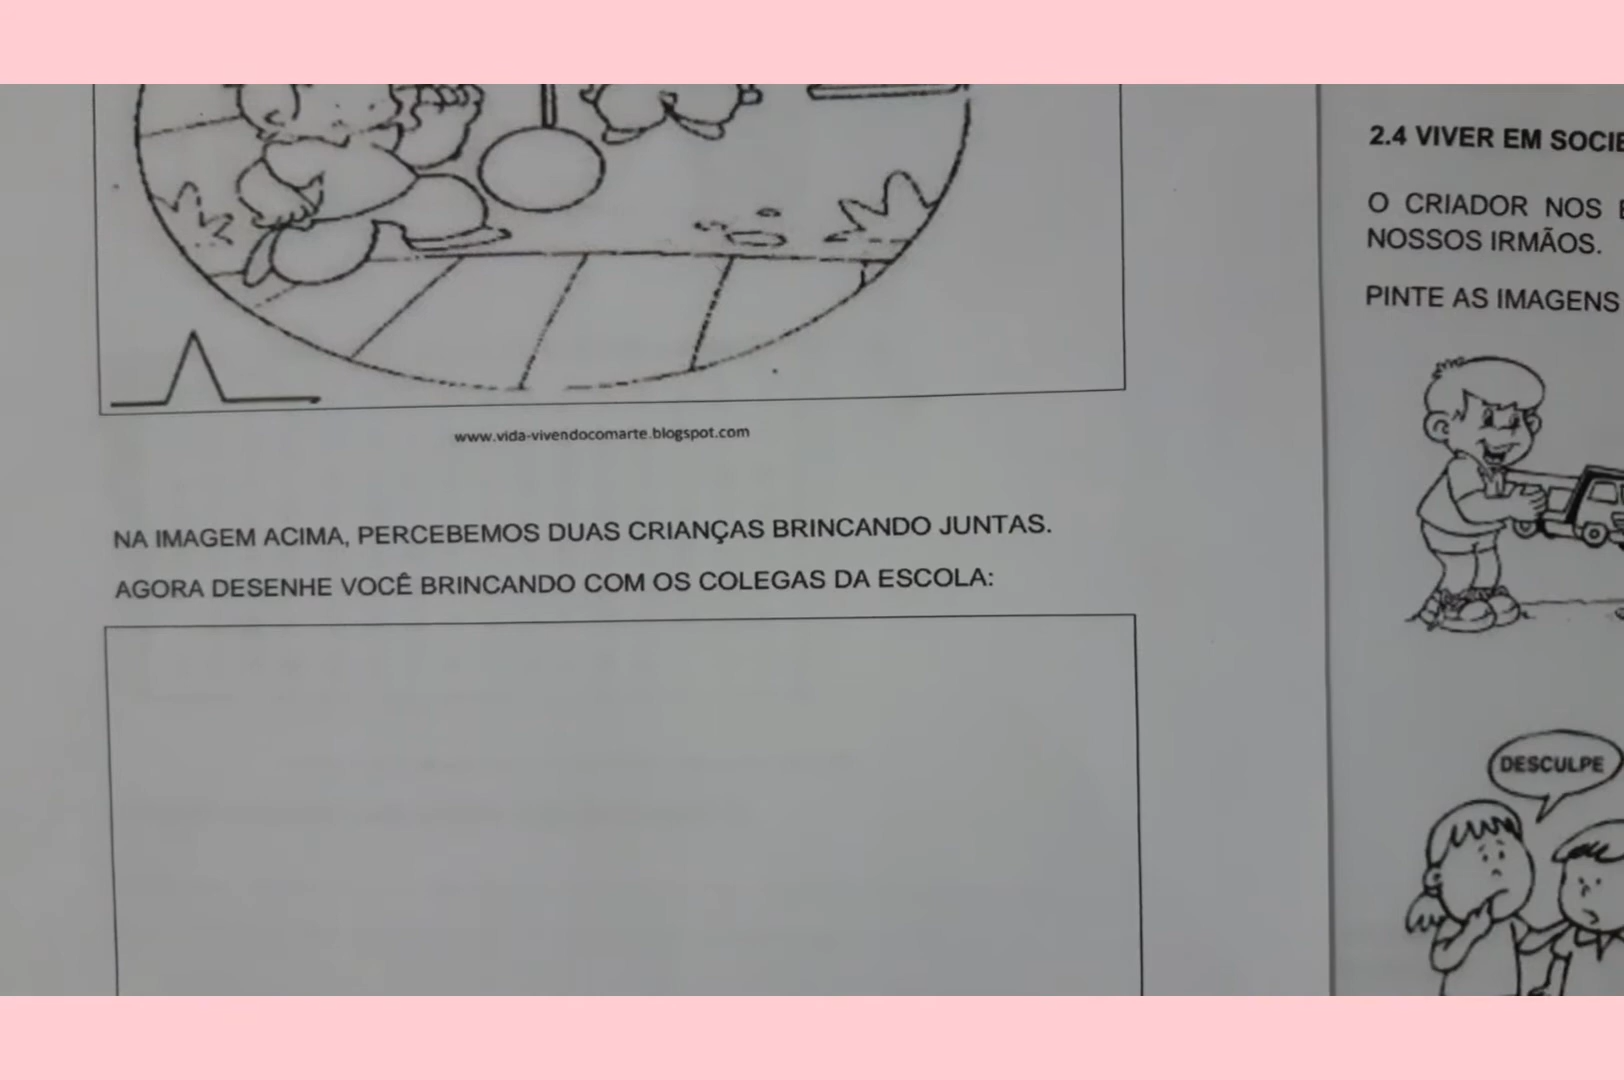 www.vida-vivendocomarte.blogspot.com
NA IMAGEM ACIMA, PERCEBEMOS DUAS CRIANÇAS BRINCANDO JUNTAS.
AGORA DESENHE VOCÊ BRINCANDO COM OS COLEGAS DA ESCOLA:
2.4 VIVER EM
O CRIADOR NOS
NOSSOS IRMÃOS.
PINTE AS IMAGENS
DESCULPE